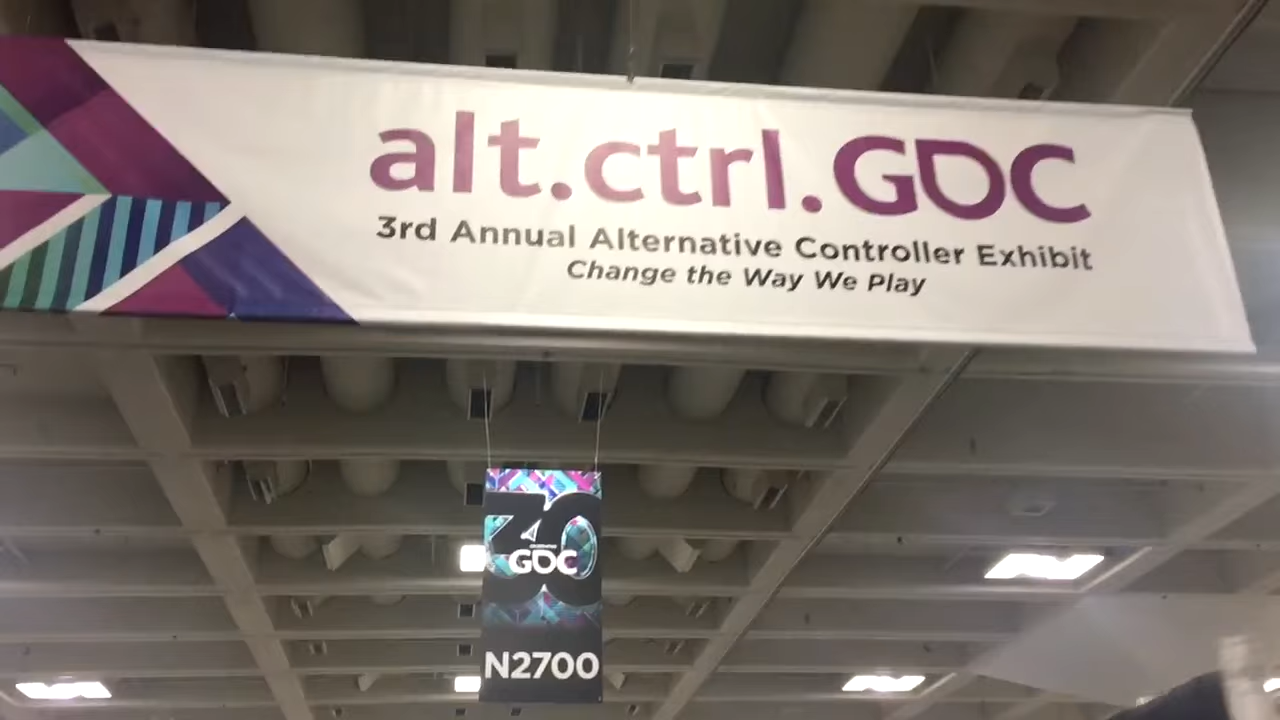 alt.ctrl.GDC
3rd Annual Alternative Controller Exhibit
Change the Way We Play
30
GDC
N2700